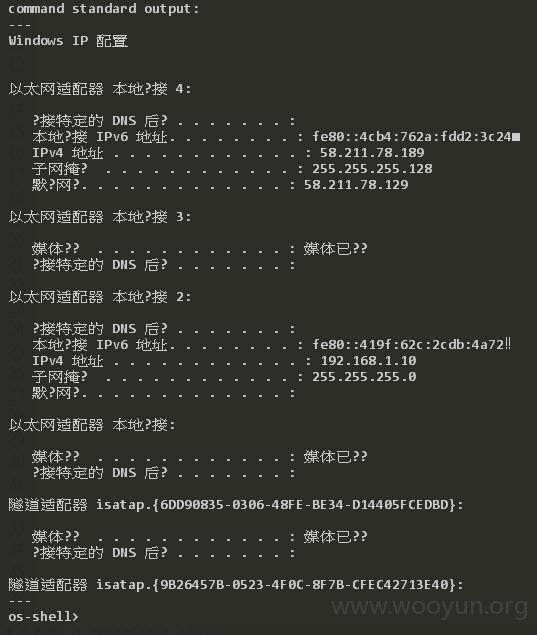 command standard output:
---
Windows IP 配置
以太网适配器 本地?接 4:
?接特定的 DNS 后? . . . . . . . :
本地?接 IPv6 地址. . . . . . . . : fe80::4cb4:762a:fdd2:3c24■
IPv4 地址 . . . . . . . . . . . . : 58.211.78.189
子网掩?  . . . . . . . . . . . . : 255.255.255.128
默?网?. . . . . . . . . . . . . : 58.211.78.129
以太网适配器 本地?接 3:
媒体??  . . . . . . . . . . . . : 媒体已??
?接特定的 DNS 后? . . . . . . . :
以太网适配器 本地?接 2:
?接特定的 DNS 后? . . . . . . . :
本地?接 IPv6 地址. . . . . . . . : fe80::419f:62c:2cdb:4a72‼
IPv4 地址 . . . . . . . . . . . . : 192.168.1.10
子网掩?  . . . . . . . . . . . . : 255.255.255.0
默?网?. . . . . . . . . . . . . :
以太网适配器 本地?接:
媒体??  . . . . . . . . . . . . : 媒体已??
?接特定的 DNS 后? . . . . . . . :
隧道适配器 isatap.{6DD90835-0306-48FE-BE34-D14405FCEDBD}:
媒体??  . . . . . . . . . . . . : 媒体已??
?接特定的 DNS 后? . . . . . . . :
隧道适配器 isatap.{9B26457B-0523-4F0C-8F7B-CFEC42713E40}:
---
os-shell>
www.wooyun.org